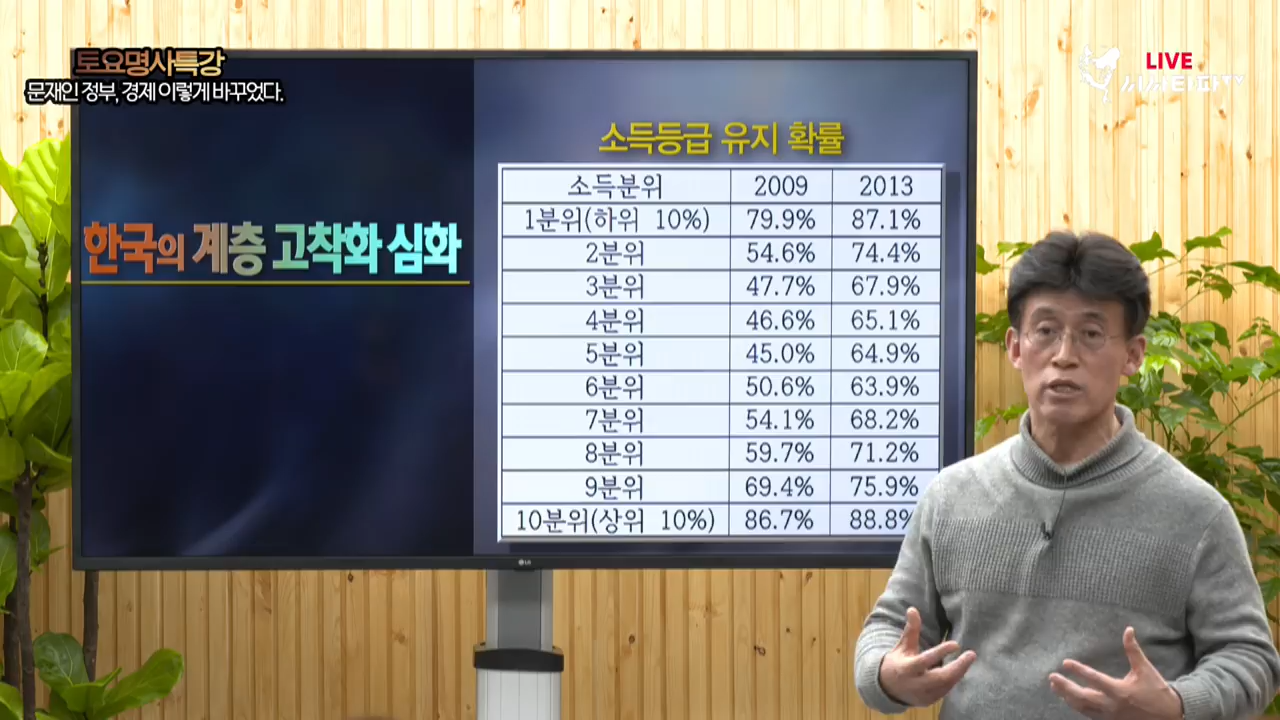 토요명사특강
문재인 정부, 경제 이렇게 바꾸었다.
LIVE
시사타파TV
한국의 계층 고착화 심화
소득등급 유지 확률
소득분위 2009 2013
1분위(하위 10%) 79.9% 87.1%
2분위 54.6% 74.4%
3분위 47.7% 67.9%
4분위 46.6% 65.1%
5분위 45.0% 64.9%
6분위 50.6% 63.9%
7분위 54.1% 68.2%
8분위 59.7% 71.2%
9분위 69.4% 75.9%
10분위(상위 10%) 86.7% 88.8%
LG